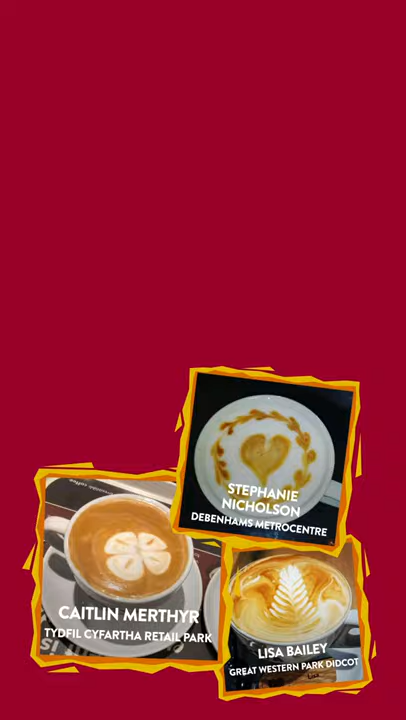 STEPHANIE
NICHOLSON
DEBENHAMS METROCENTRE
CAITLIN MERTHYR
TYDFIL CYFARTHA RETAIL PARK
LISA BAILEY
GREAT WESTERN PARK DIDCOT